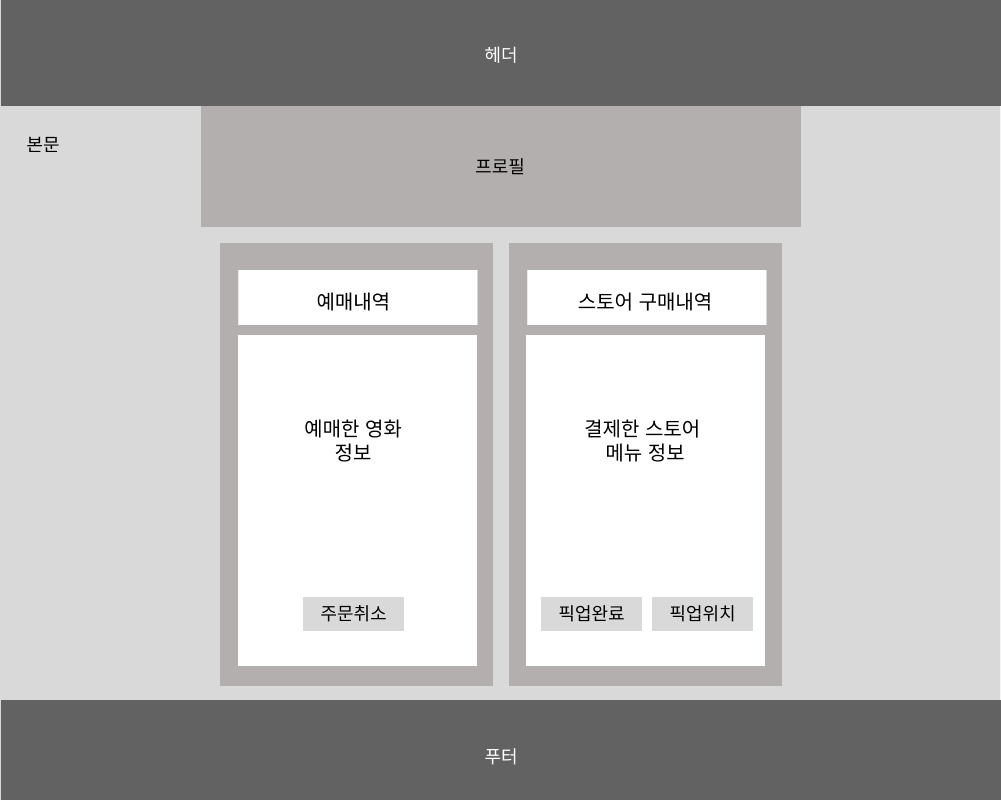 헤더
본문
프로필
예매내역
예매한 영화
정보
주문취소
스토어 구매내역
결제한 스토어
메뉴 정보
픽업완료
픽업위치
푸터